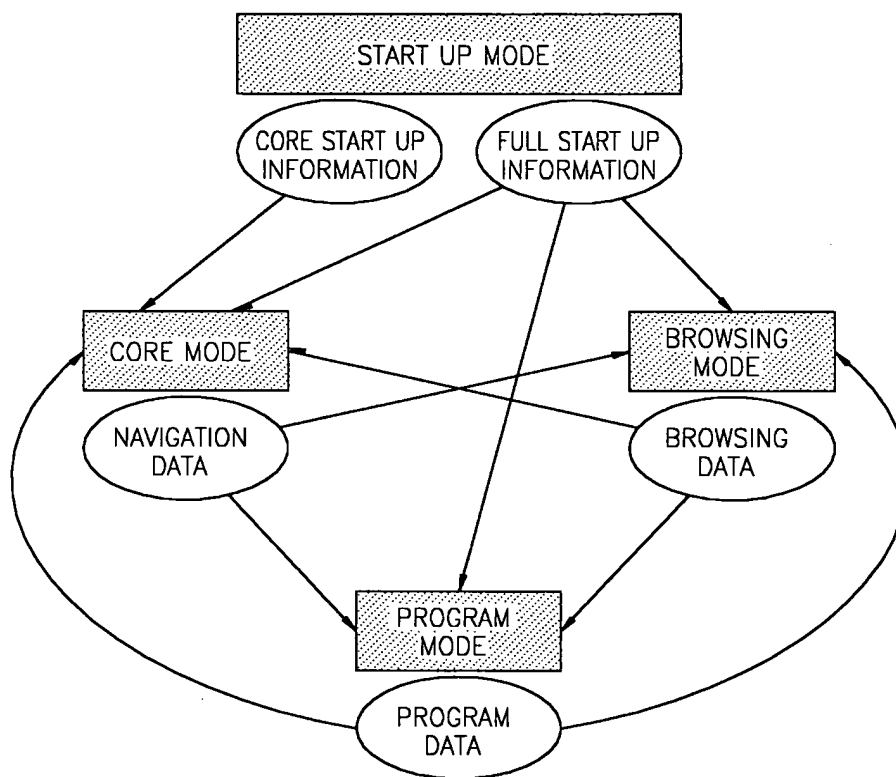 START UP MODE
CORE START UP
INFORMATION
FULL START UP
INFORMATION
CORE MODE
BROWSING
MODE
NAVIGATION
DATA
BROWSING
DATA
PROGRAM
MODE
PROGRAM
DATA